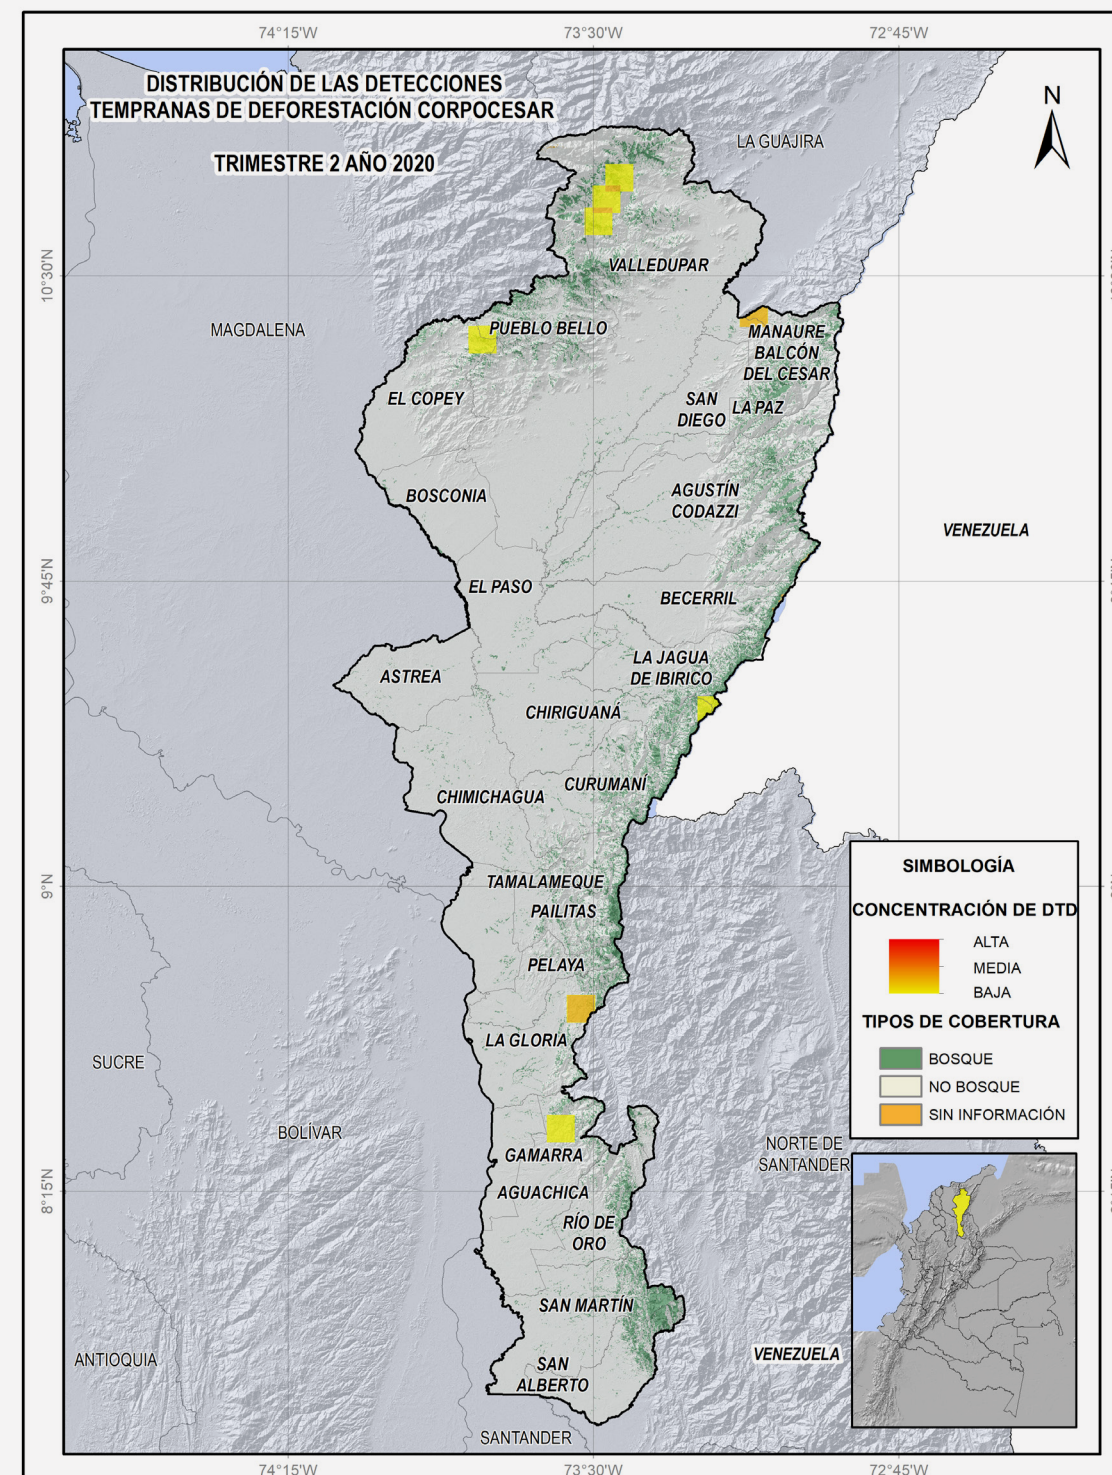 74°15'W
73°30'W
72°45'W
DISTRIBUCIÓN DE LAS DETECCIONES
TEMPRANAS DE DEFORESTACIÓN CORPOCESAR
TRIMESTRE 2 AÑO 2020
N
LA GUAJIRA
VALLEDUPAR
10°30'N
MAGDALENA
PUEBLO BELLO
MANAURE
BALCÓN
DEL CESAR
EL COPEY
SAN
DIEGO
LA PAZ
BOSCONIA
AGUSTÍN
CODAZZI
VENEZUELA
9°45'N
EL PASO
BECERRIL
LA JAGUA
DE IBIRICO
ASTREA
CHIRIGUANÁ
CURUMANÍ
CHIMICHAGUA
9°N
TAMALAMEQUE
PAILITAS
PELAYA
LA GLORIA
SUCRE
BOLÍVAR
GAMARRA
NORTE DE
SANTANDER
8°15'N
AGUACHICA
RÍO DE
ORO
SAN MARTÍN
ANTIOQUIA
VENEZUELA
SAN
ALBERTO
SANTANDER
SIMBOLOGÍA
CONCENTRACIÓN DE DTD
ALTA
MEDIA
BAJA
TIPOS DE COBERTURA
BOSQUE
NO BOSQUE
SIN INFORMACIÓN
74°15'W
73°30'W
72°45'W